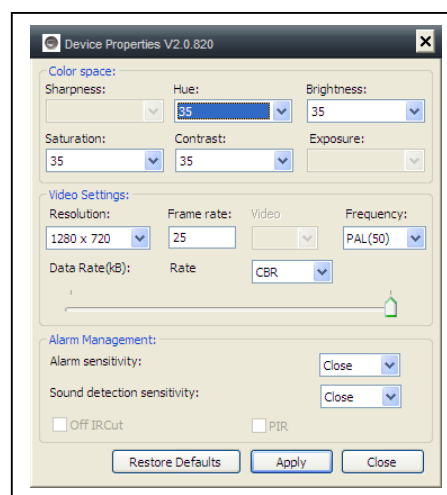 Device Properties V2.0.820
Color space:
Sharpness: Hue: Brightness:
35 35
Saturation: Contrast: Exposure:
35 35
Video Settings:
Resolution: Frame rate: Video Frequency:
1280 x 720 25 PAL(50)
Data Rate(kB): Rate CBR
Alarm Management:
Alarm sensitivity: Close
Sound detection sensitivity: Close
Off IRCut PIR
Restore Defaults Apply Close